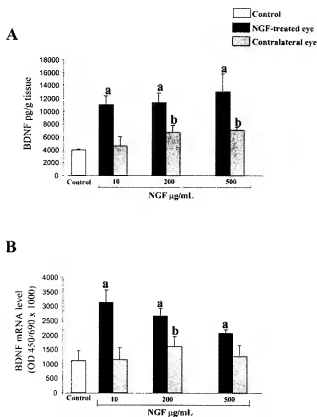 Control
NGF-treated eye
Contralateral eye
A
BDNF pg/g tissue
16000
14000
12000
10000
8000
6000
4000
2000
0
a
a
b
a
b
Control
10
200
500
NGF µg/mL
B
BDNF mRNA level
(OD 450/690 x 1000)
4000
3500
3000
2500
2000
1500
1000
500
0
a
a
b
a
Control
10
200
500
NGF µg/mL